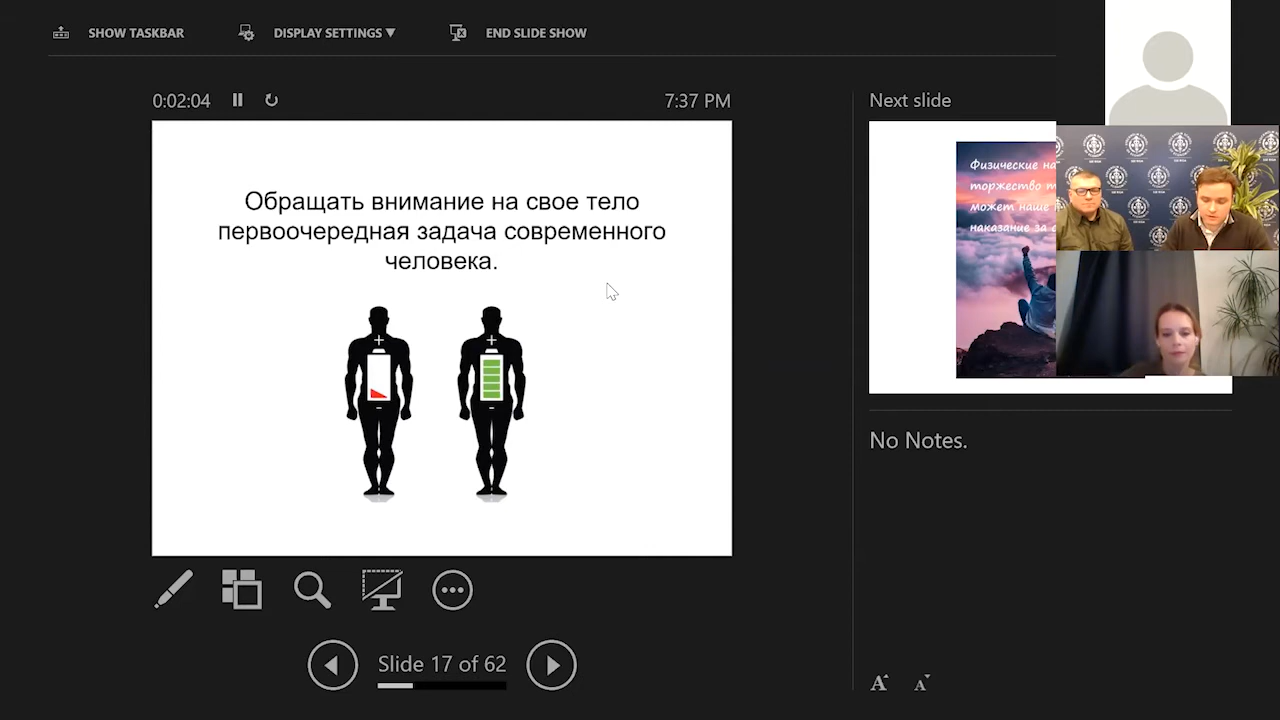 SHOW TASKBAR
DISPLAY SETTINGS
END SLIDE SHOW
0:02:04
7:37 PM
Next slide
Обращать внимание на свое тело
первоочередная задача современного
человека.
Физические
торжество
может наше
наказание за
No Notes.
Slide 17 of 62
A A